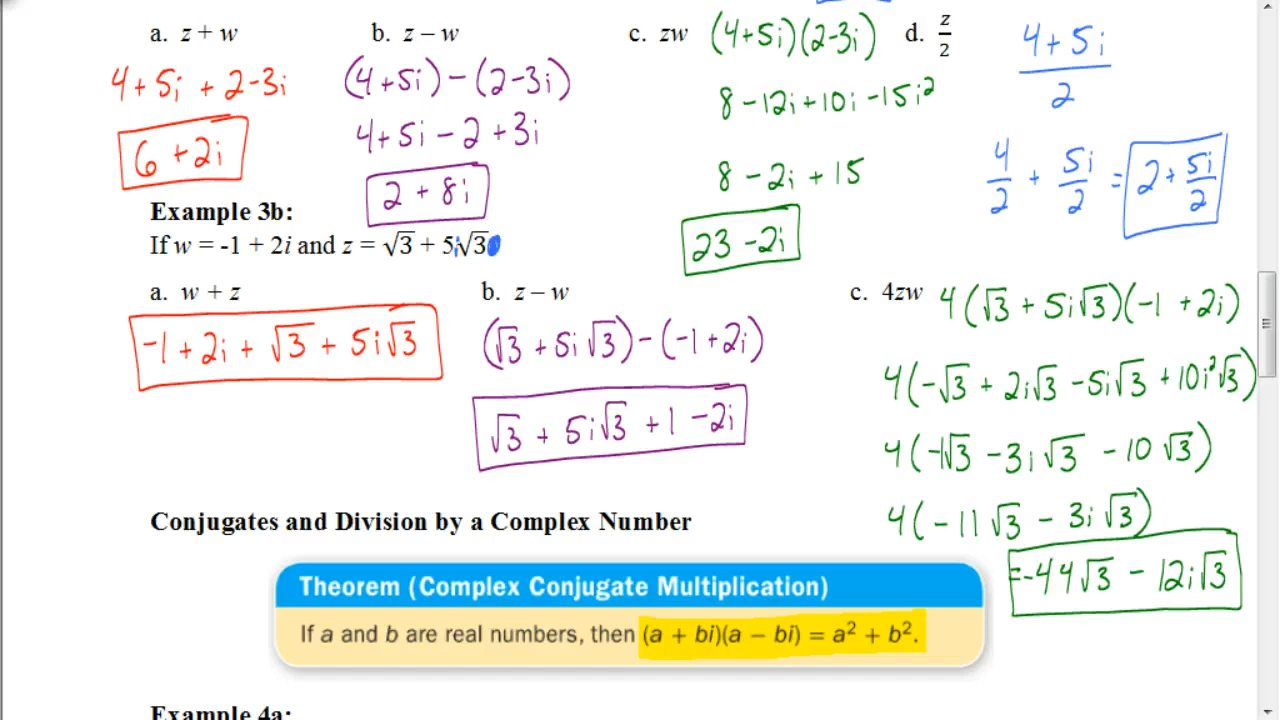 a. z + w
4+5i + 2-3i
6 + 2i
b. z – w
(4+5i) - (2-3i)
4+5i - 2 + 3i
2 + 8i
c. zw (4+5i)(2-3i)
8 - 12i + 10i - 15i²
8 - 2i + 15
23 - 2i
d. z/2
4+5i/2
4/2 + 5i/2 = 2 + 5i/2
Example 3b:
If w = -1 + 2i and z = √3 + 5i√3
a. w + z
-1 + 2i + √3 + 5i√3
b. z – w
(√3 + 5i√3) - (-1 + 2i)
√3 + 5i√3 + 1 - 2i
c. 4zw 4(√3 + 5i√3)(-1 + 2i)
4(-√3 + 2i√3 - 5i√3 + 10i²√3)
4(-1√3 - 3i√3 - 10√3)
4(-11√3 - 3i√3)
=-44√3 - 12i√3
Conjugates and Division by a Complex Number
Theorem (Complex Conjugate Multiplication)
If a and b are real numbers, then (a + bi)(a − bi) = a² + b².
Example 4a: